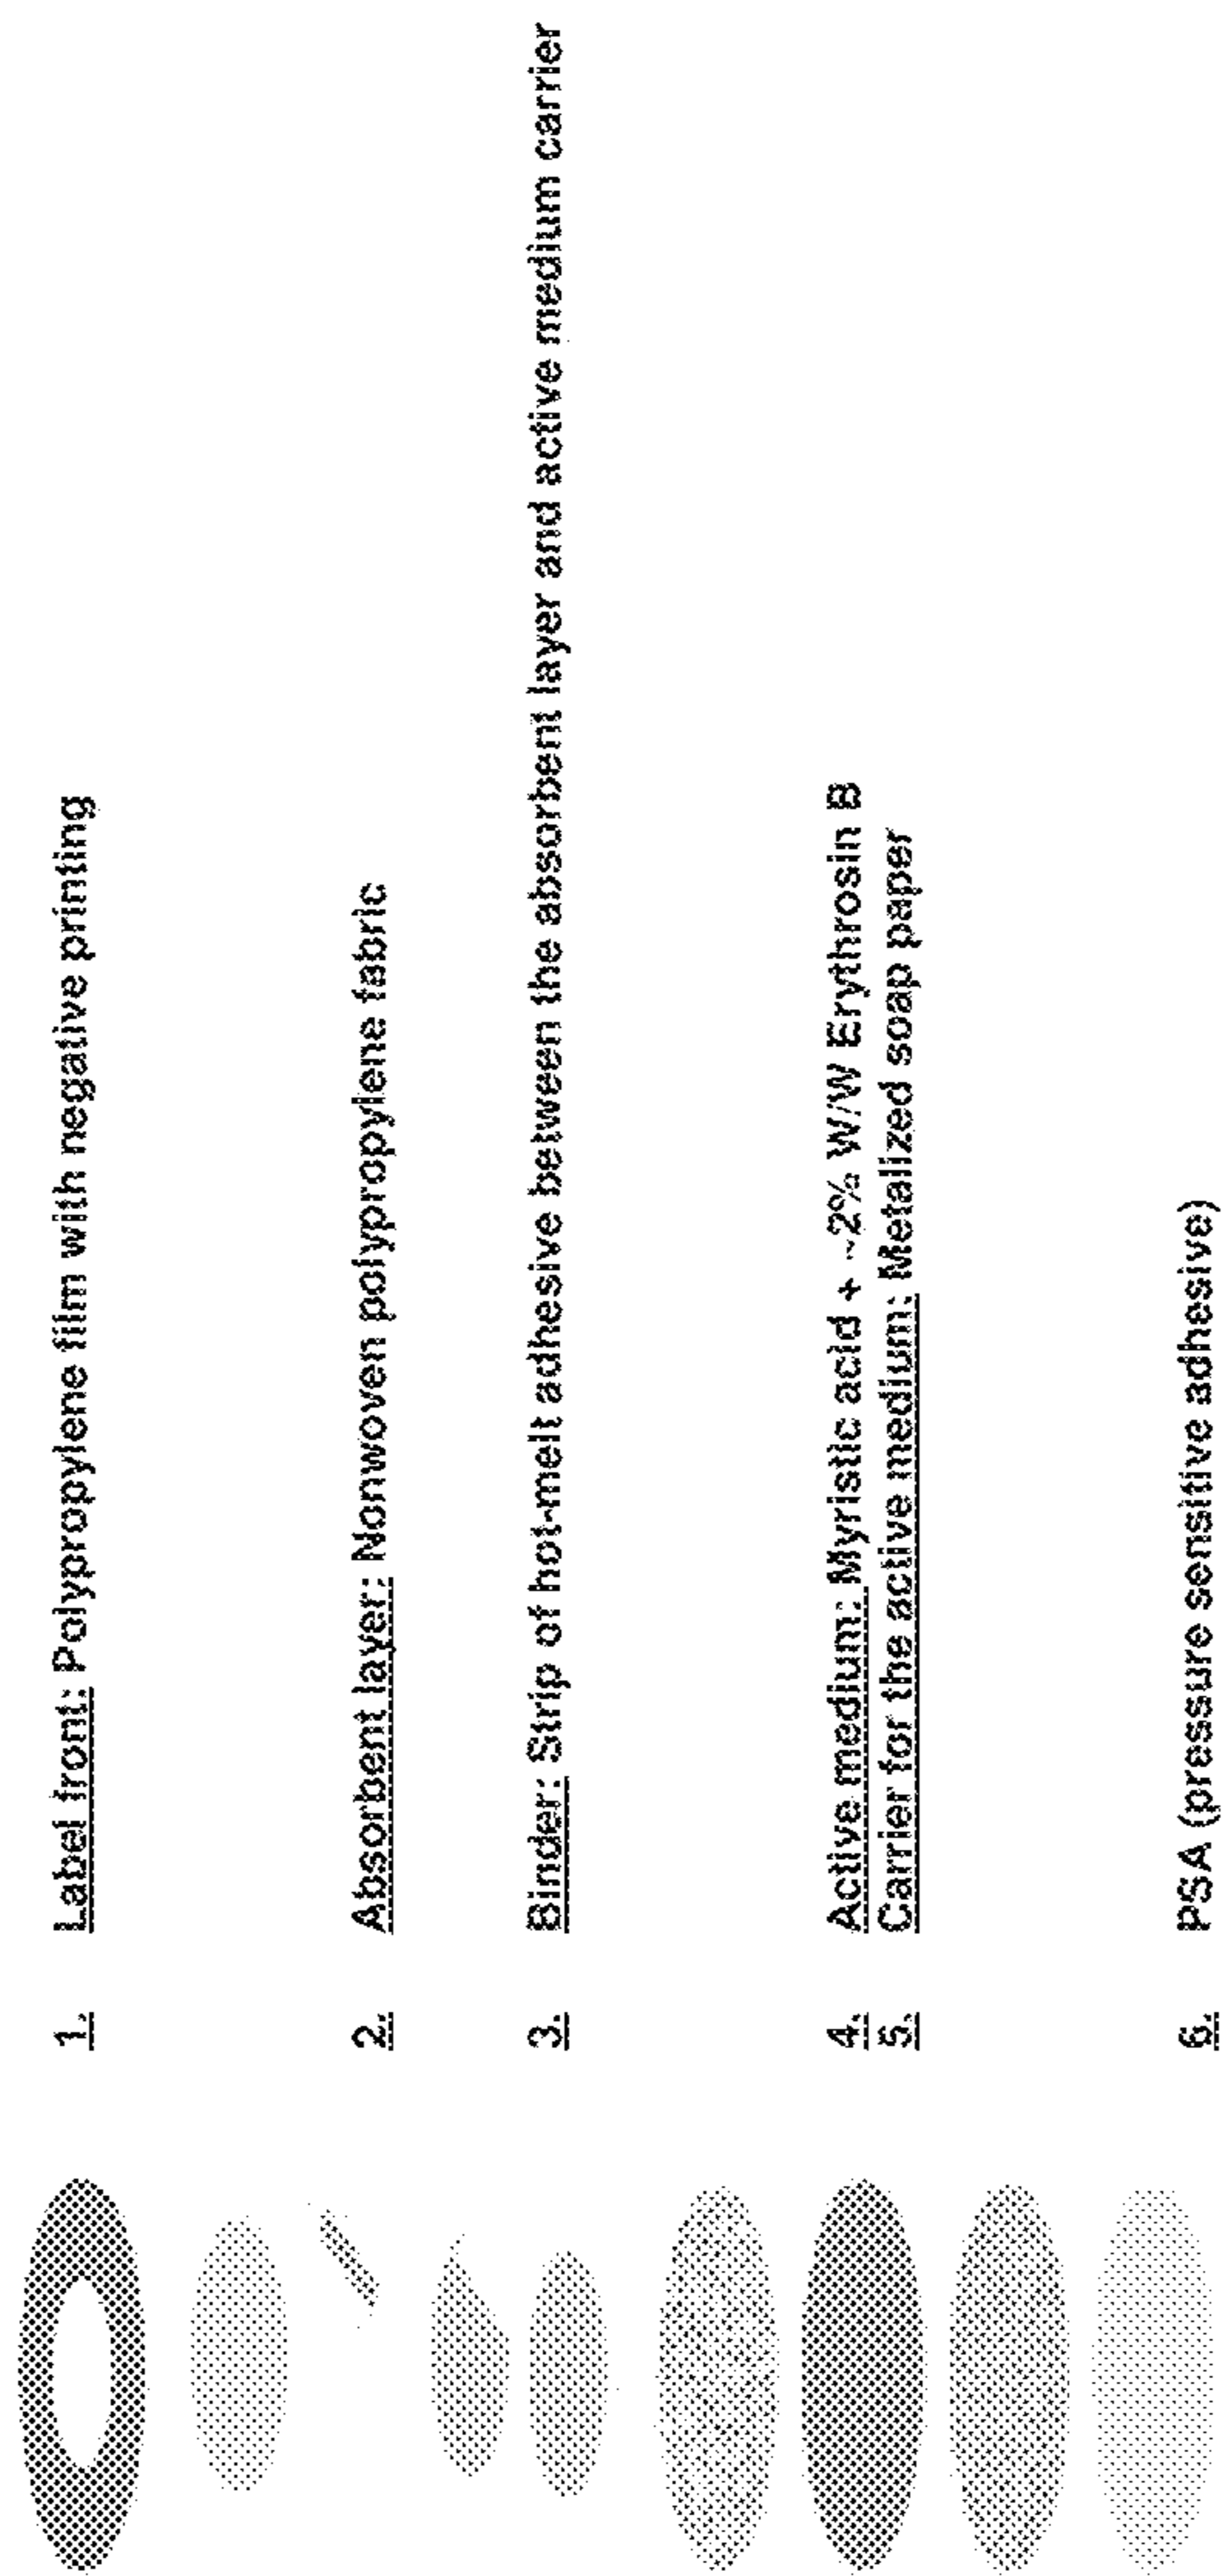 1. Label front: Polypropylene film with negative printing
2. Absorbent layer: Nonwoven polypropylene fabric
3. Binder: Strip of hot-melt adhesive between the absorbent layer and active medium carrier
4. Active medium: Myristic acid + ~2% W/W Erythrosin B
5. Carrier for the active medium: Metalized soap paper
6. PSA (pressure sensitive adhesive)